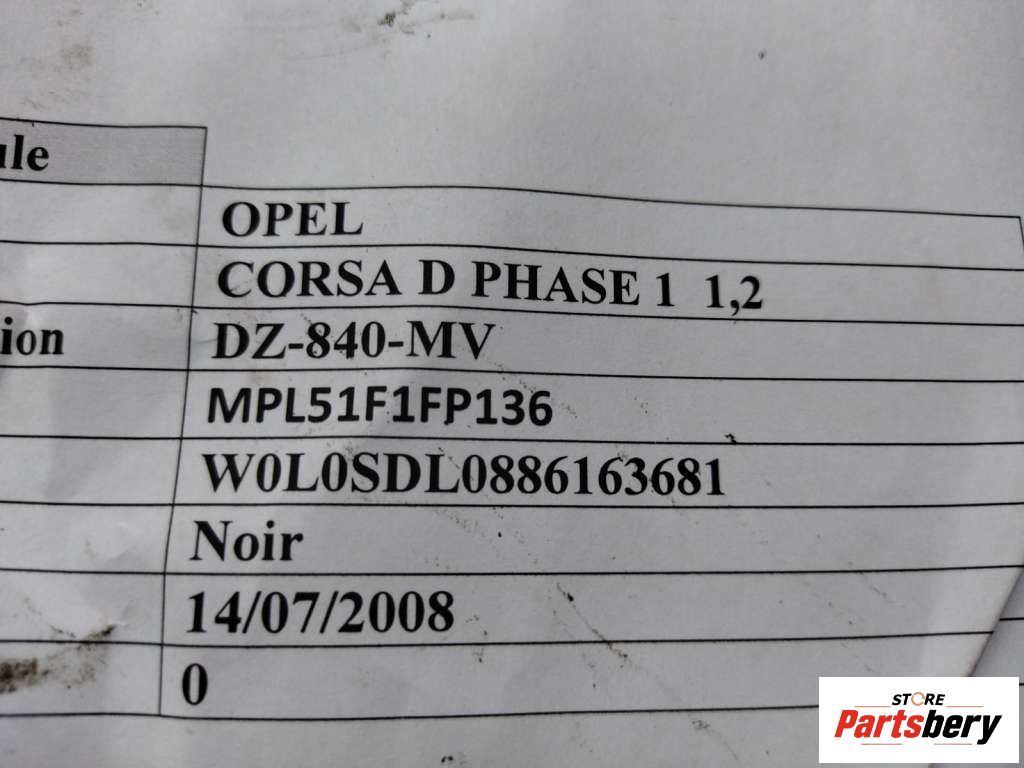 ule
OPEL
CORSA D PHASE 1 1,2
ion DZ-840-MV
MPL51F1FP136
W0L0SDL0886163681
Noir
14/07/2008
0
STORE
Partsbery